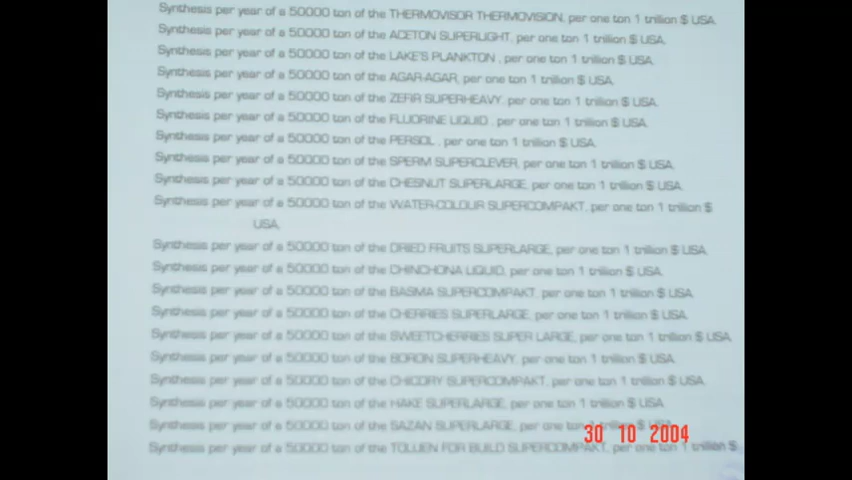 Synthesis per year of a 50000 ton of the THERMOVISOR THERMOVISION, per one ton 1 trillion $ USA.
Synthesis per year of a 50000 ton of the ACETON SUPERLIGHT, per one ton 1 trillion $ USA.
Synthesis per year of a 50000 ton of the LAKE'S PLANKTON , per one ton 1 trillion $ USA.
Synthesis per year of a 50000 ton of the AGAR-AGAR, per one ton 1 trillion $ USA.
Synthesis per year of a 50000 ton of the ZEFIR SUPERHEAVY, per one ton 1 trillion $ USA.
Synthesis per year of a 50000 ton of the FLUORINE LIQUID , per one ton 1 trillion $ USA.
Synthesis per year of a 50000 ton of the PERSOL , per one ton 1 trillion $ USA.
Synthesis per year of a 50000 ton of the SPERM SUPERCLEVER, per one ton 1 trillion $ USA.
Synthesis per year of a 50000 ton of the CHESNUT SUPERLARGE, per one ton 1 trillion $ USA.
Synthesis per year of a 50000 ton of the WATER-COLOUR SUPERCOMPAKT, per one ton 1 trillion $
USA.
Synthesis per year of a 50000 ton of the DRIED FRUITS SUPERLARGE, per one ton 1 trillion $ USA.
Synthesis per year of a 50000 ton of the CHINCHONA LIQUID, per one ton 1 trillion $ USA.
Synthesis per year of a 50000 ton of the BASMA SUPERCOMPAKT, per one ton 1 trillion $ USA.
Synthesis per year of a 50000 ton of the CHERRIES SUPERLARGE, per one ton 1 trillion $ USA.
Synthesis per year of a 50000 ton of the SWEETCHERRIES SUPER LARGE, per one ton 1 trillion $ USA.
Synthesis per year of a 50000 ton of the BORON SUPERHEAVY, per one ton 1 trillion $ USA.
Synthesis per year of a 50000 ton of the CHICORY SUPERCOMPAKT, per one ton 1 trillion $ USA.
Synthesis per year of a 50000 ton of the HAKE SUPERLARGE, per one ton 1 trillion $ USA.
Synthesis per year of a 50000 ton of the SAZAN SUPERLARGE, per one ton 1 trillion $ USA.
30 10 2004
Synthesis per year of a 50000 ton of the TOLUEN FOR BUILD SUPERCOMPAKT, per one ton 1 trillion $